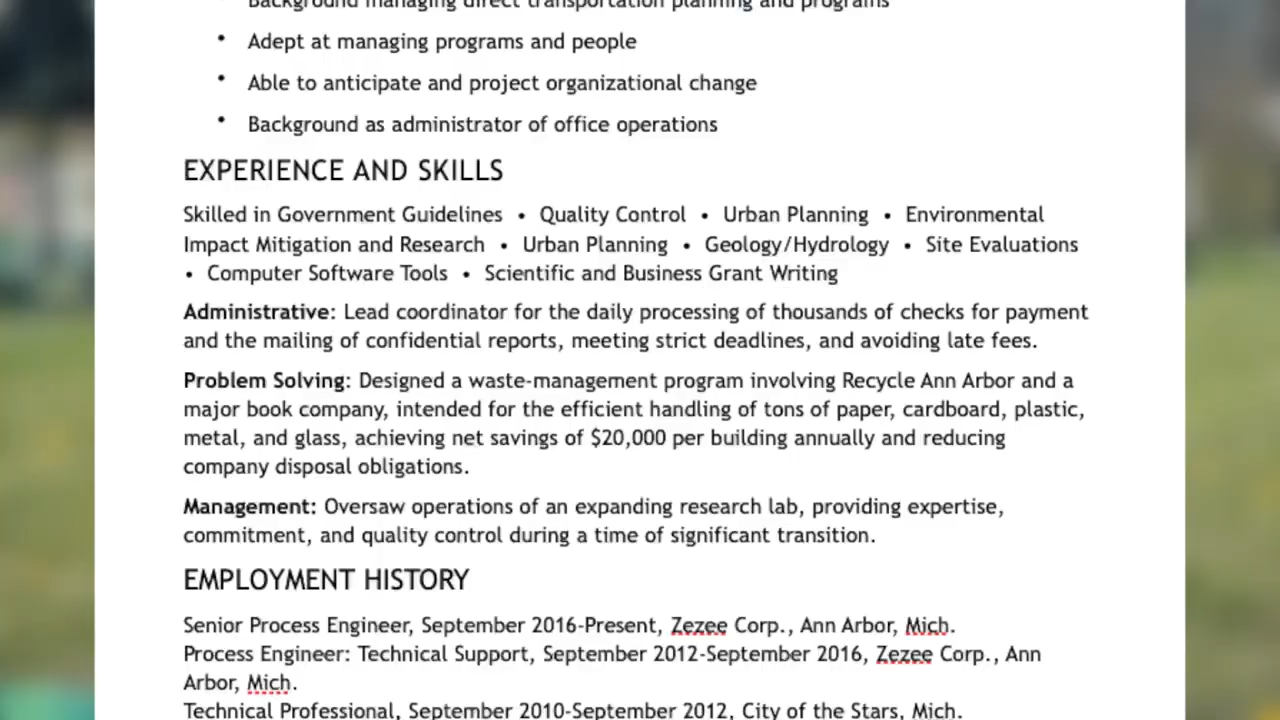 Background managing direct transportation planning and programs
• Adept at managing programs and people
• Able to anticipate and project organizational change
• Background as administrator of office operations
EXPERIENCE AND SKILLS
Skilled in Government Guidelines • Quality Control • Urban Planning • Environmental
Impact Mitigation and Research • Urban Planning • Geology/Hydrology • Site Evaluations
• Computer Software Tools • Scientific and Business Grant Writing
Administrative: Lead coordinator for the daily processing of thousands of checks for payment
and the mailing of confidential reports, meeting strict deadlines, and avoiding late fees.
Problem Solving: Designed a waste-management program involving Recycle Ann Arbor and a
major book company, intended for the efficient handling of tons of paper, cardboard, plastic,
metal, and glass, achieving net savings of $20,000 per building annually and reducing
company disposal obligations.
Management: Oversaw operations of an expanding research lab, providing expertise,
commitment, and quality control during a time of significant transition.
EMPLOYMENT HISTORY
Senior Process Engineer, September 2016-Present, Zezee Corp., Ann Arbor, Mich.
Process Engineer: Technical Support, September 2012-September 2016, Zezee Corp., Ann
Arbor, Mich.
Technical Professional, September 2010-September 2012, City of the Stars, Mich.